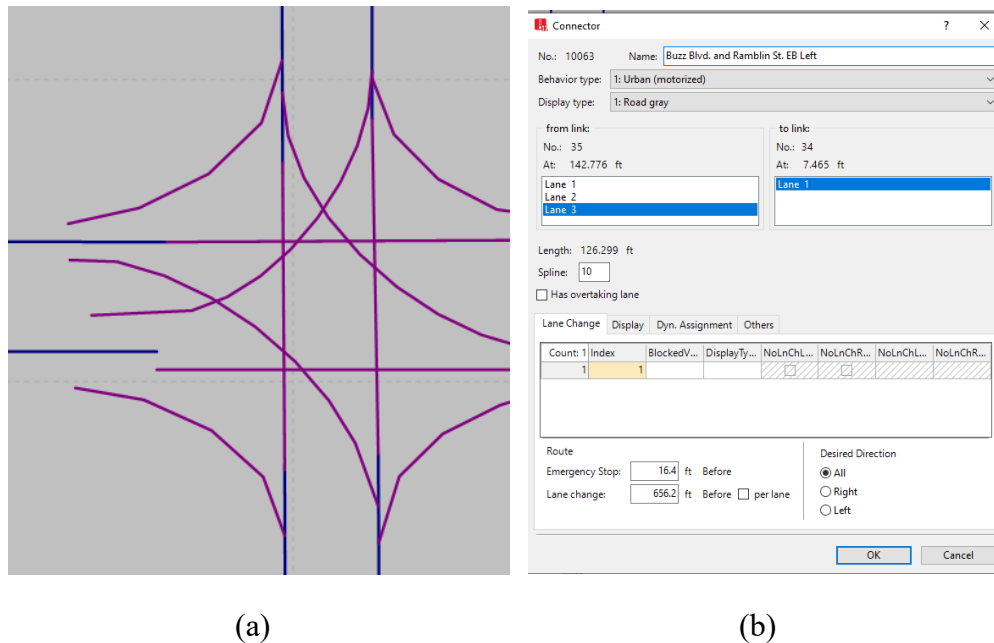 Connector
? ×
No.: 10063 Name: Buzz Blvd. and Ramblin St. EB Left
Behavior type: 1: Urban (motorized)
Display type: 1: Road gray
from link:
No.: 35
At: 142.776 ft
Lane 1
Lane 2
Lane 3
to link:
No.: 34
At: 7.465 ft
Lane 1
Length: 126.299 ft
Spline: 10
Has overtaking lane
Lane Change Display Dyn. Assignment Others
Count: 1 Index BlockedV... DisplayTy... NoLnChL... NoLnChR... NoLnChL... NoLnChR...
1 1
Route
Emergency Stop: 16.4 ft Before
Lane change: 656.2 ft Before per lane
Desired Direction
All
Right
Left
OK Cancel
(a) (b)